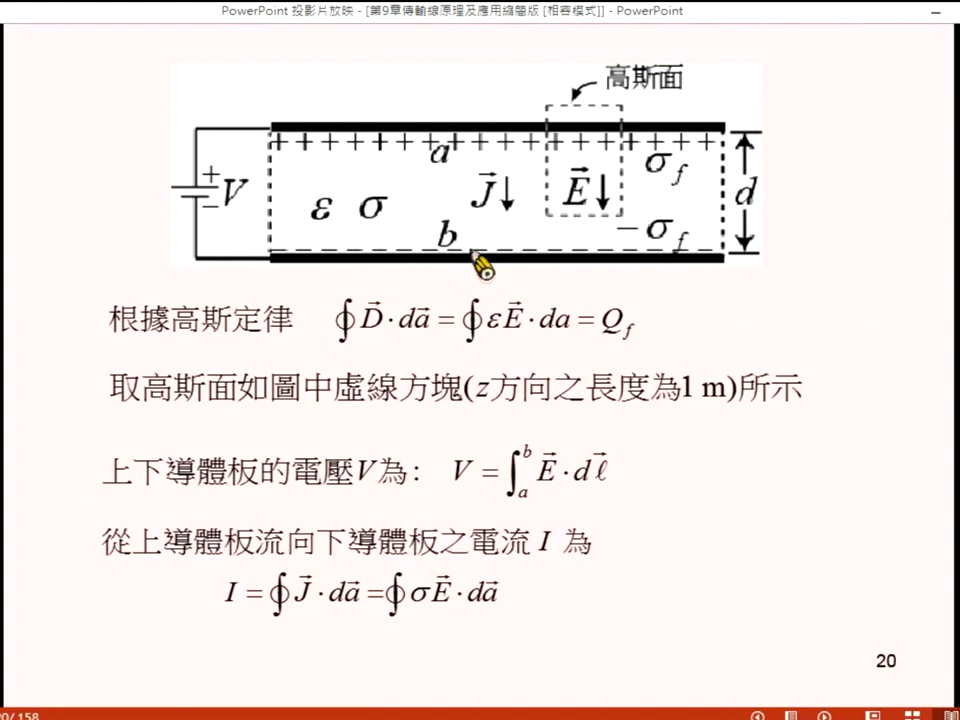 PowerPoint 投影片放映 - [第9章傳輸線原理及應用縮簡版 [相容模式]] - PowerPoint
高斯面
+ + + + + + + + + + + + + + + + + +
a
σ_f
+
−
V
ε σ
J⃗↓
E⃗↓
d
b
−σ_f
根據高斯定律 ∮D⃗·da⃗ = ∮εE⃗·da = Q_f
取高斯面如圖中虛線方塊(z方向之長度為1 m)所示
上下導體板的電壓V為: V = ∫_a^b E⃗·dℓ⃗
從上導體板流向下導體板之電流 I 為
I = ∮J⃗·da⃗ = ∮σE⃗·da⃗
20
0/ 158